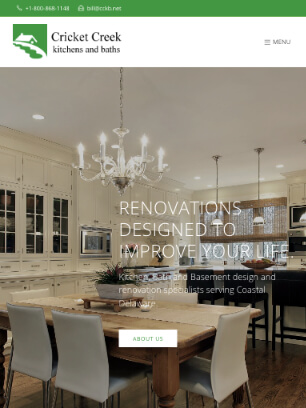 +1-800-868-1148 bill@cckb.net
Cricket Creek
kitchens and baths
MENU
RENOVATIONS
DESIGNED TO
IMPROVE YOUR LIFE
Kitchen, Bath and Basement design and
renovation specialists serving Coastal
Delaware
ABOUT US